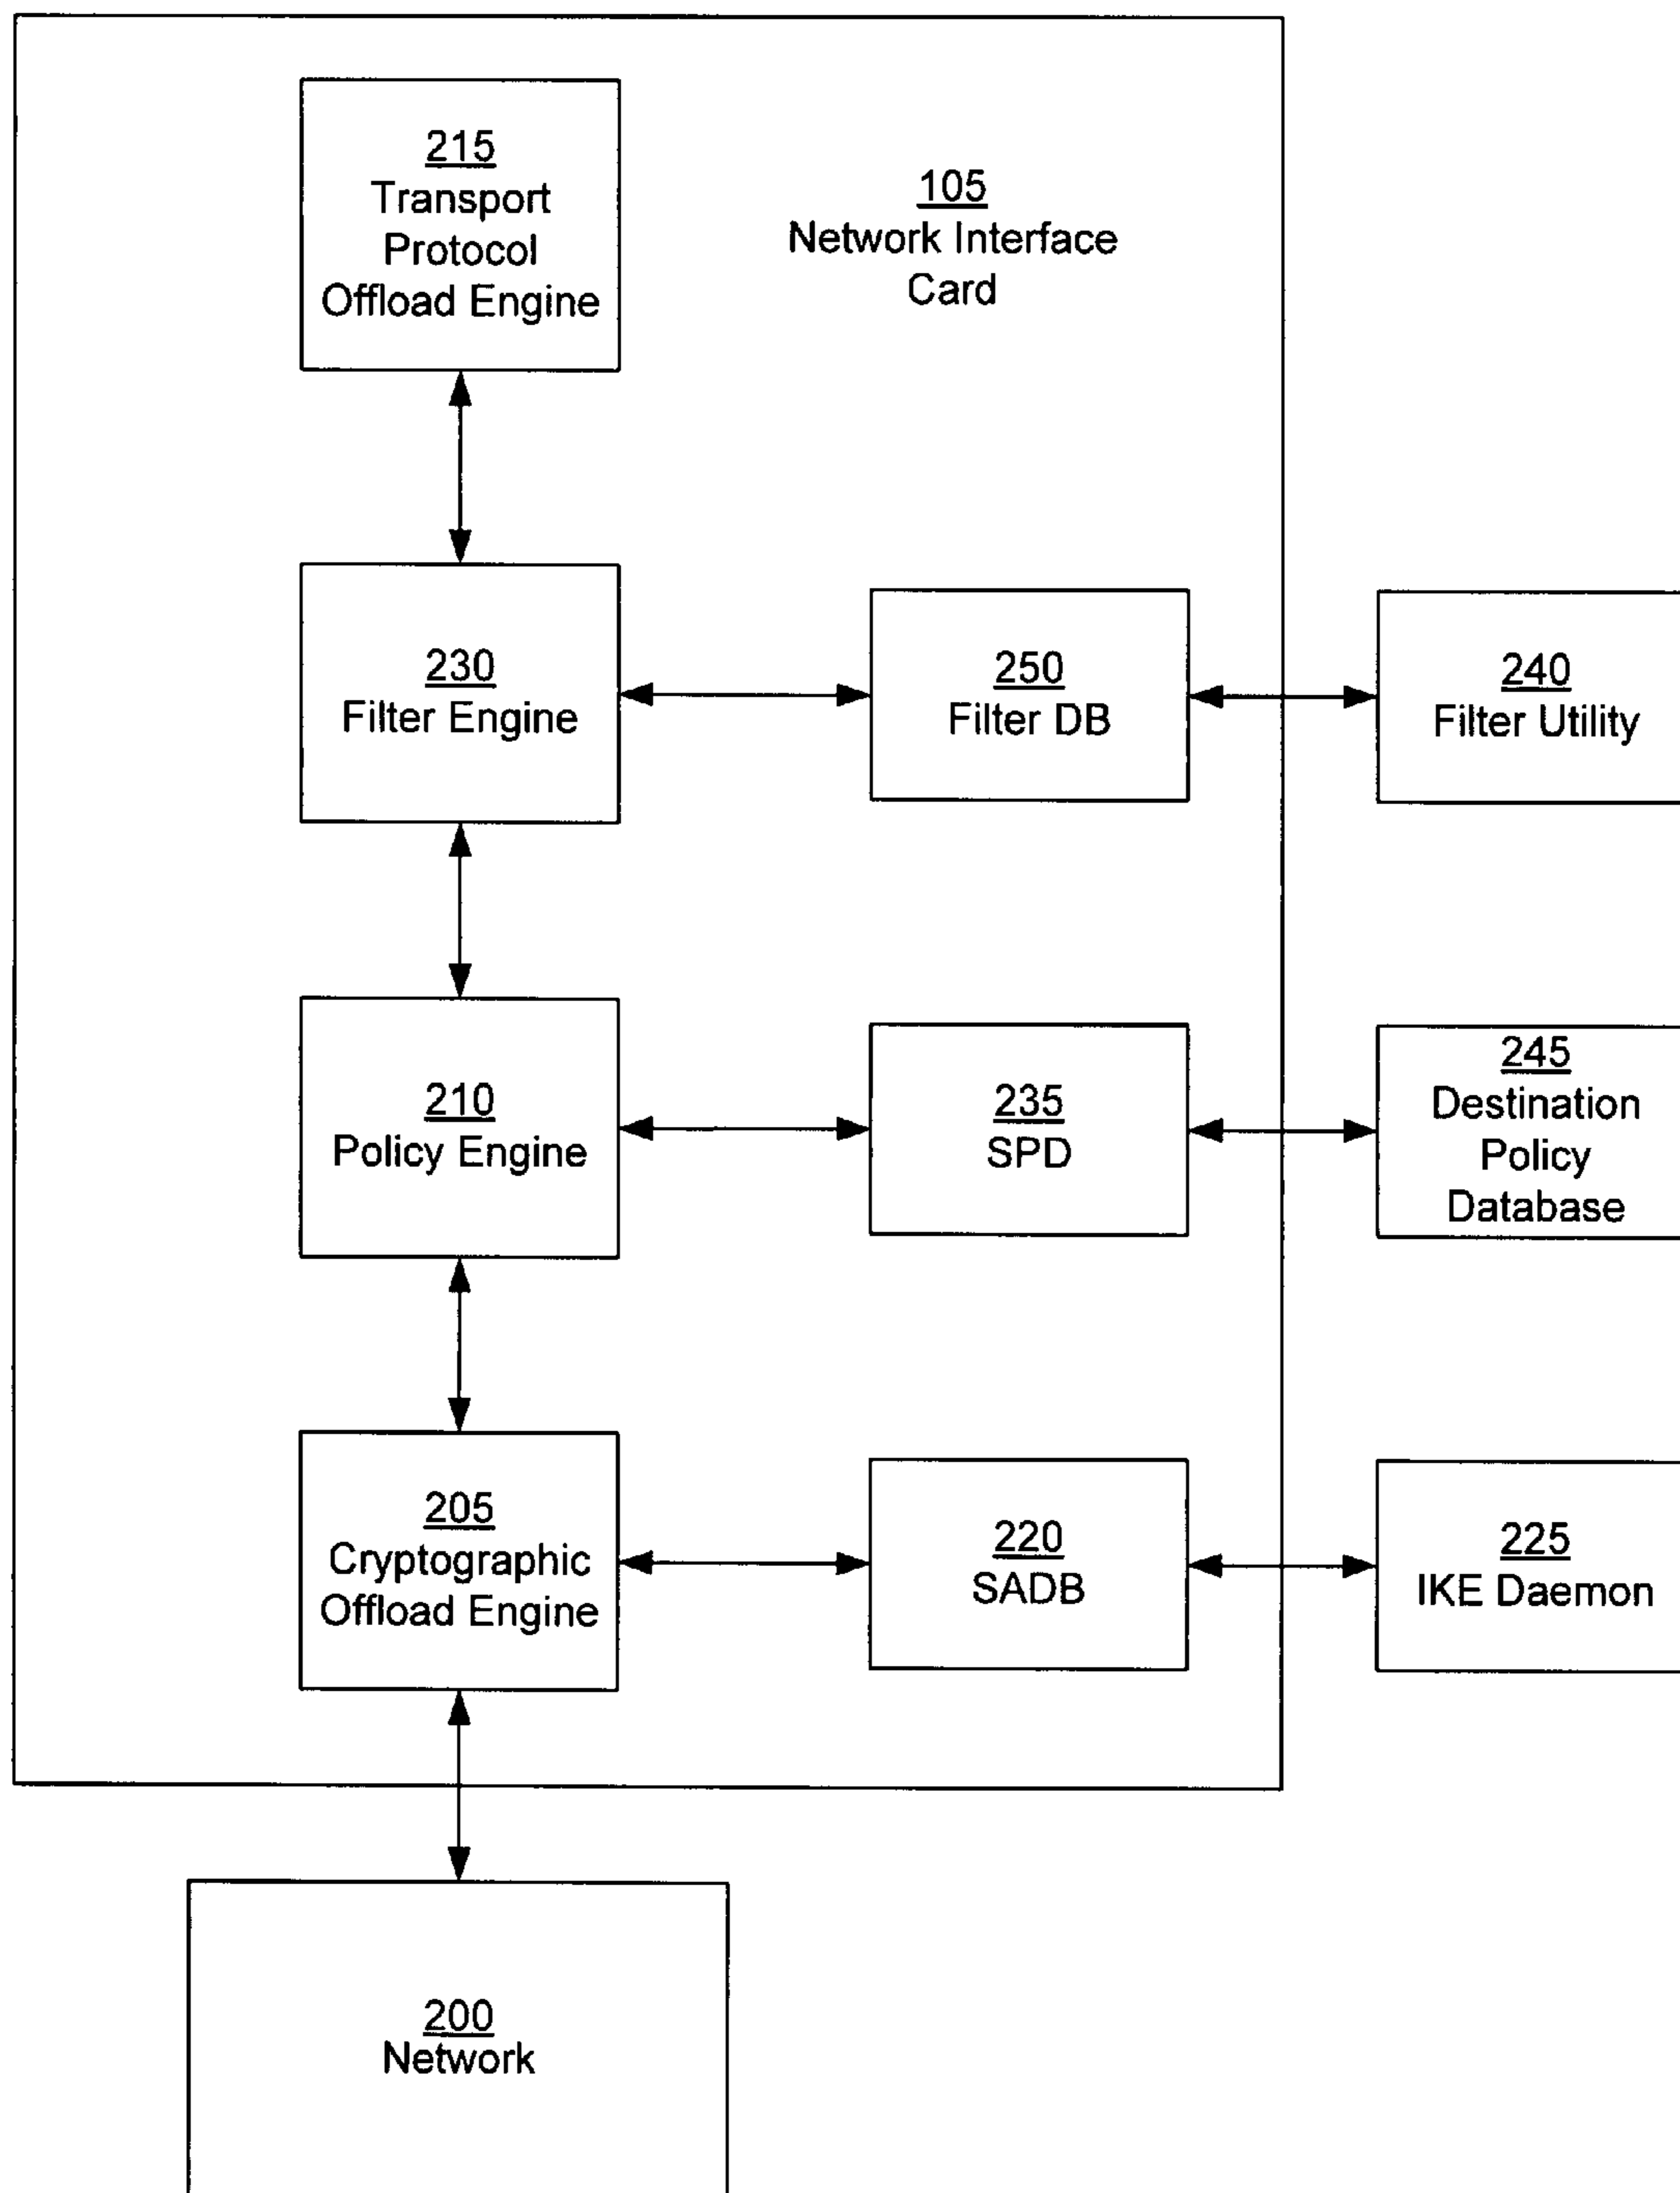 215
Transport
Protocol
Offload Engine
105
Network Interface
Card
230
Filter Engine
250
Filter DB
240
Filter Utility
210
Policy Engine
235
SPD
245
Destination
Policy
Database
205
Cryptographic
Offload Engine
220
SADB
225
IKE Daemon
200
Network